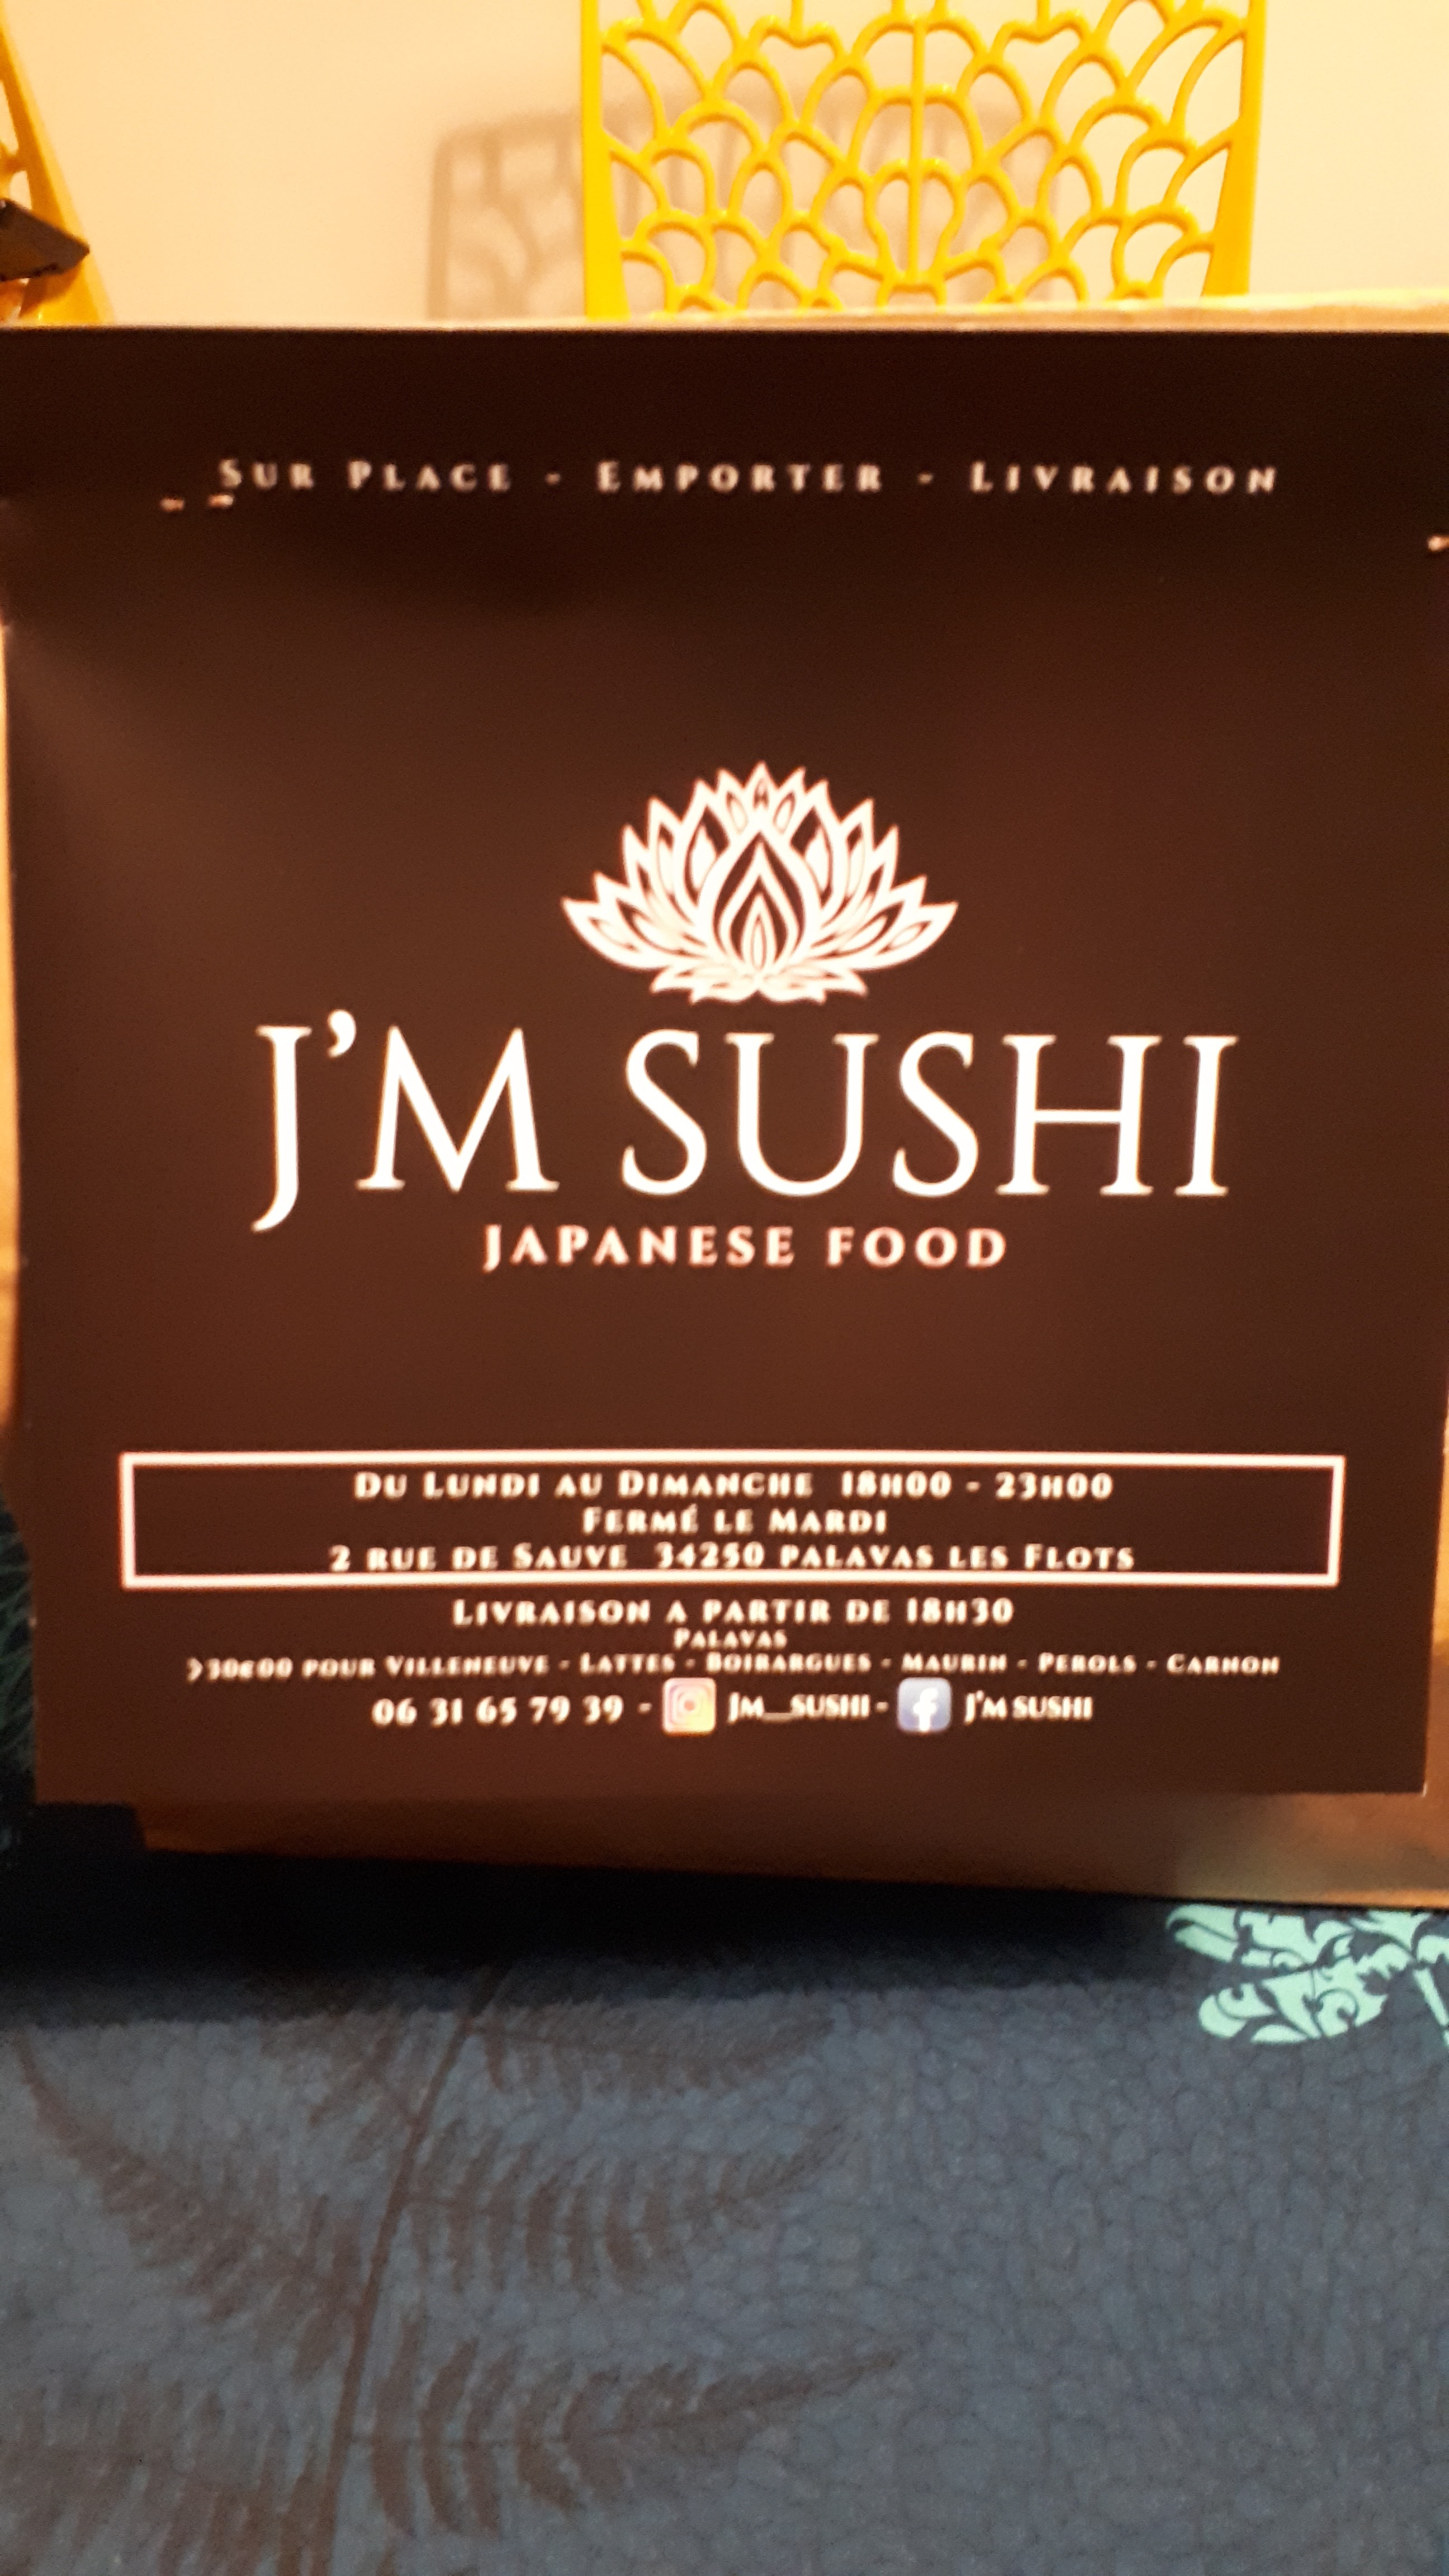 Sur Place - Emporter - Livraison
J'M SUSHI
JAPANESE FOOD
Du Lundi au Dimanche 18h00 - 23h00
Fermé le Mardi
2 rue de Sauve 34250 palavas les Flots
Livraison a partir de 18h30
Palavas
>30€00 pour Villeneuve - Lattes - Boirargues - Maurin - Perols - Carnon
06 31 65 79 39 - JM__SUSHI - J'M SUSHI